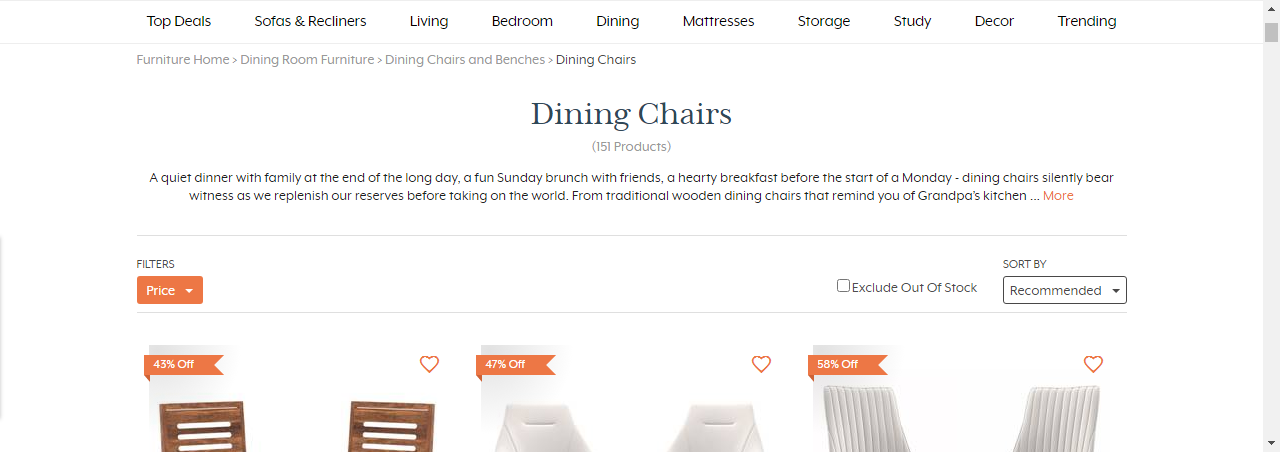 Top Deals Sofas & Recliners Living Bedroom Dining Mattresses Storage Study Decor Trending
Furniture Home > Dining Room Furniture > Dining Chairs and Benches > Dining Chairs
Dining Chairs
(151 Products)
A quiet dinner with family at the end of the long day, a fun Sunday brunch with friends, a hearty breakfast before the start of a Monday - dining chairs silently bear
witness as we replenish our reserves before taking on the world. From traditional wooden dining chairs that remind you of Grandpa's kitchen ... More
FILTERS
Price
Exclude Out Of Stock
SORT BY
Recommended
43% Off
47% Off
58% Off